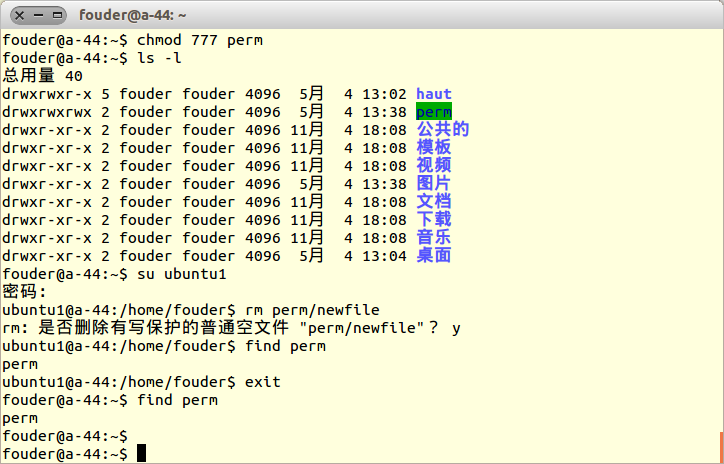 fouder@a-44: ~
fouder@a-44:~$ chmod 777 perm
fouder@a-44:~$ ls -l
总用量 40
drwxrwxr-x 5 fouder fouder 4096  5月  4 13:02 haut
drwxrwxrwx 2 fouder fouder 4096  5月  4 13:38 perm
drwxr-xr-x 2 fouder fouder 4096 11月  4 18:08 公共的
drwxr-xr-x 2 fouder fouder 4096 11月  4 18:08 模板
drwxr-xr-x 2 fouder fouder 4096 11月  4 18:08 视频
drwxr-xr-x 2 fouder fouder 4096  5月  4 13:38 图片
drwxr-xr-x 2 fouder fouder 4096 11月  4 18:08 文档
drwxr-xr-x 2 fouder fouder 4096 11月  4 18:08 下载
drwxr-xr-x 2 fouder fouder 4096 11月  4 18:08 音乐
drwxr-xr-x 2 fouder fouder 4096  5月  4 13:04 桌面
fouder@a-44:~$ su ubuntu1
密码：
ubuntu1@a-44:/home/fouder$ rm perm/newfile
rm: 是否删除有写保护的普通空文件 "perm/newfile"？ y
ubuntu1@a-44:/home/fouder$ find perm
perm
ubuntu1@a-44:/home/fouder$ exit
fouder@a-44:~$ find perm
perm
fouder@a-44:~$
fouder@a-44:~$